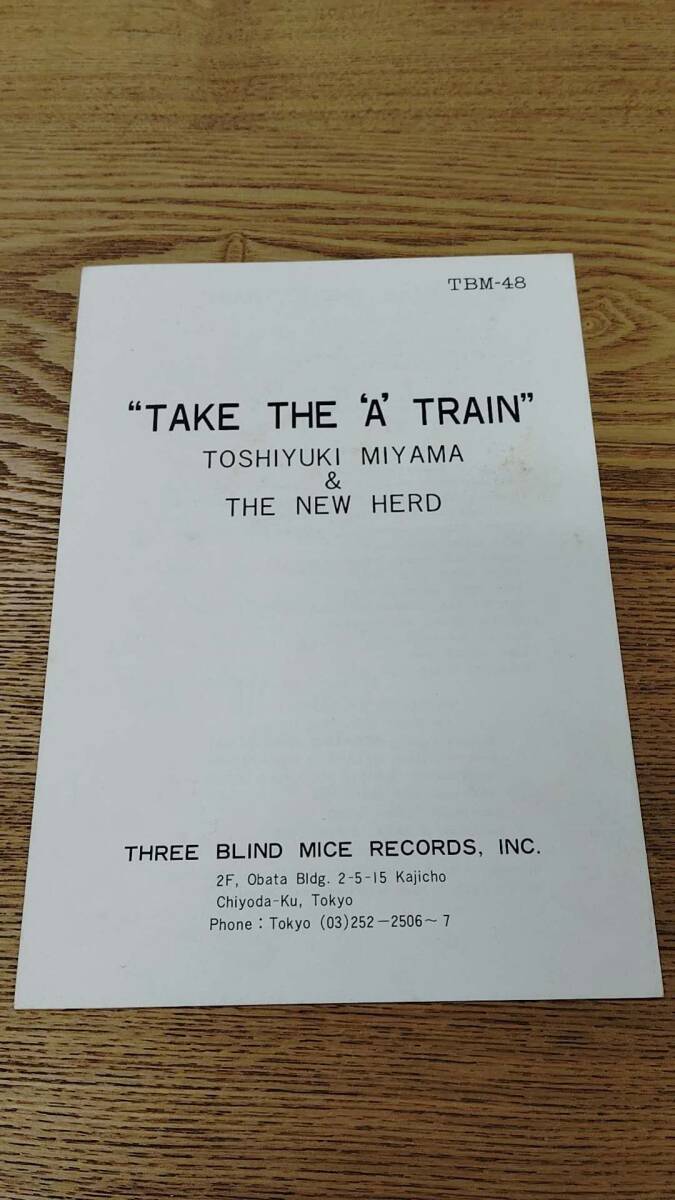 TBM-48
“TAKE THE ‘A’ TRAIN”
TOSHIYUKI MIYAMA
&
THE NEW HERD
THREE BLIND MICE RECORDS, INC.
2F, Obata Bldg. 2-5-15 Kajicho
Chiyoda-Ku, Tokyo
Phone : Tokyo (03)252-2506~7